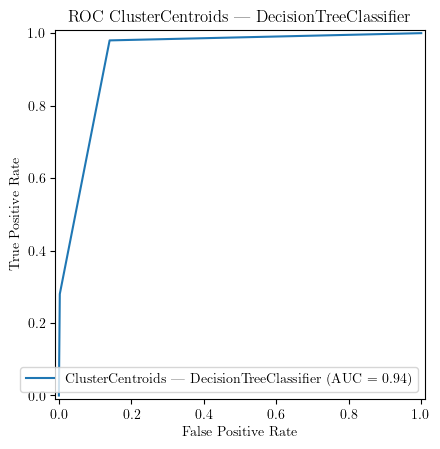 ROC ClusterCentroids — DecisionTreeClassifier
1.0
0.8
0.6
0.4
0.2
0.0
True Positive Rate
ClusterCentroids — DecisionTreeClassifier (AUC = 0.94)
0.0 0.2 0.4 0.6 0.8 1.0
False Positive Rate